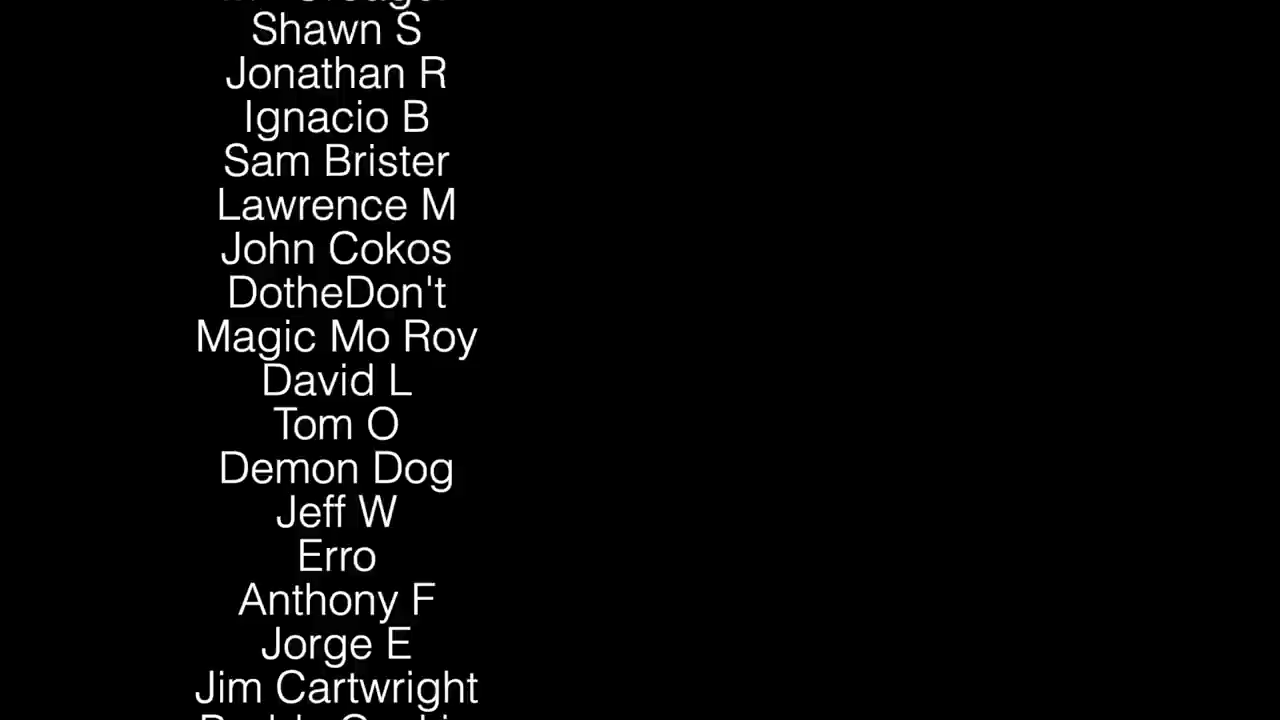 Shawn S
Jonathan R
Ignacio B
Sam Brister
Lawrence M
John Cokos
DotheDon't
Magic Mo Roy
David L
Tom O
Demon Dog
Jeff W
Erro
Anthony F
Jorge E
Jim Cartwright